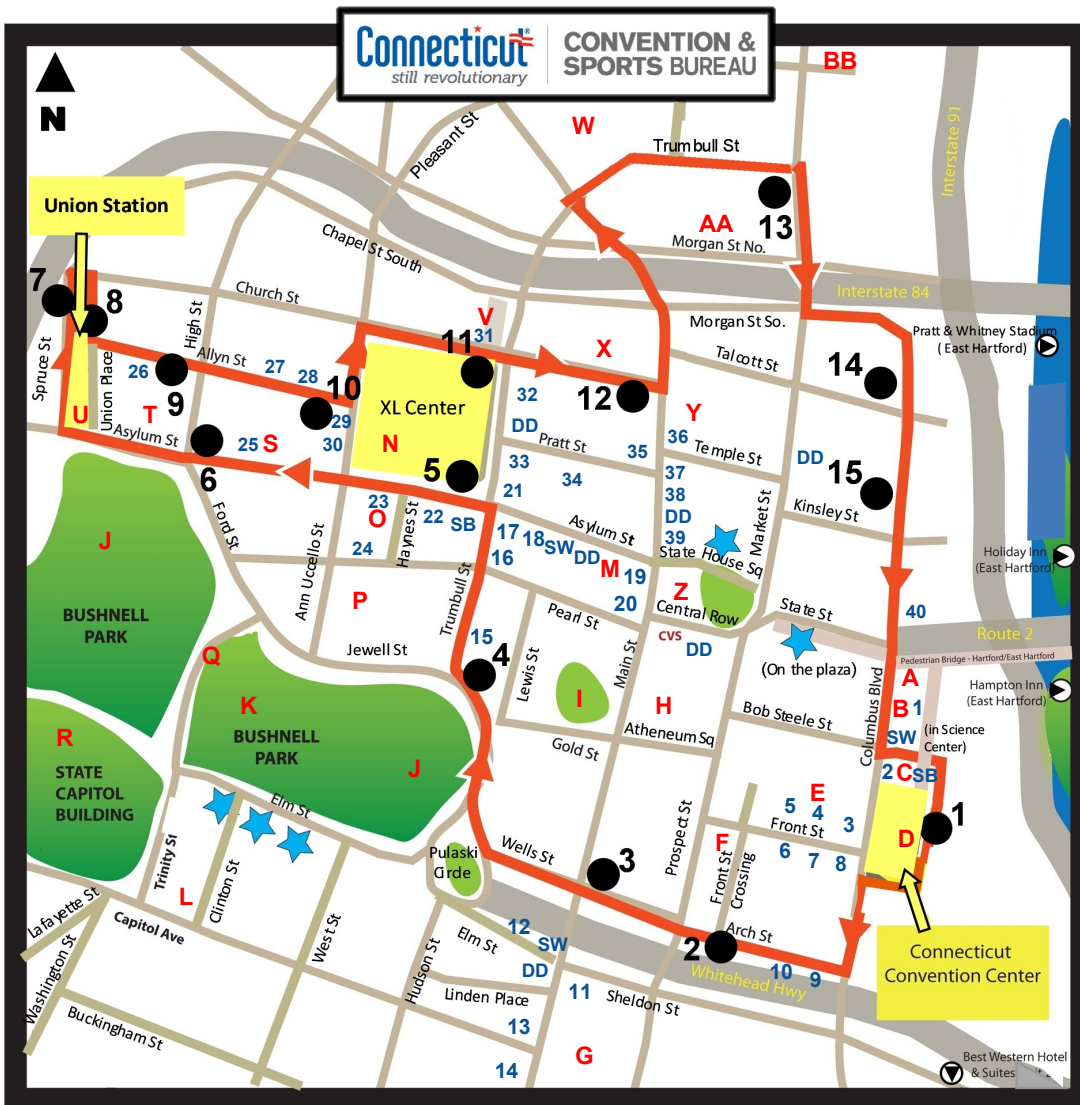 Connecticut®
still revolutionary
CONVENTION &
SPORTS BUREAU
N
BB
W
Pleasant St
Trumbull St
Interstate 91
Union Station
13
AA
Morgan St No.
Chapel St South
Interstate 84
7
8
Church St
High St
V
31
11
Morgan St So.
Pratt & Whitney Stadium
( East Hartford)
X
Talcott St
14
Spruce St
Allyn St
Union Place
26
27
28
9
10
29
30
XL Center
12
32
DD
U
T
S
25
Asylum St
6
N
5
Pratt St
33
34
35
21
Y
36
Temple St
37
38
DD
39
DD
15
Market St
Kinsley St
23
O
24
Haynes St
22
SB
17
16
18
SW
DD
Asylum St
M
19
20
State House Sq
Z
Central Row
State St
Holiday Inn
(East Hartford)
J
Ford St
Ann Uccello St
P
Trumbull St
Pearl St
40
Route 2
BUSHNELL
PARK
Jewell St
15
4
Lewis St
Main St
CVS
DD
(On the plaza)
Pedestrian Bridge - Hartford/East Hartford
Q
K
I
H
Columbus Blvd
A
B
1
SW
(in Science
Center)
Hampton Inn
(East Hartford)
R
STATE
CAPITOL
BUILDING
BUSHNELL
PARK
J
Gold St
Atheneum Sq
Bob Steele St
2
C
SB
Elm St
E
5
4
3
Front St
6
7
8
D
1
Trinity St
L
Clinton St
Pulaski
Circle
Wells St
3
Prospect St
F
Front St
Crossing
Lafayette St
Capitol Ave
Washington St
West St
Hudson St
Elm St
12
SW
DD
2
Arch St
10
9
Whitehead Hwy
Connecticut
Convention Center
Linden Place
11
Sheldon St
13
Buckingham St
14
G
Best Western Hotel
& Suites